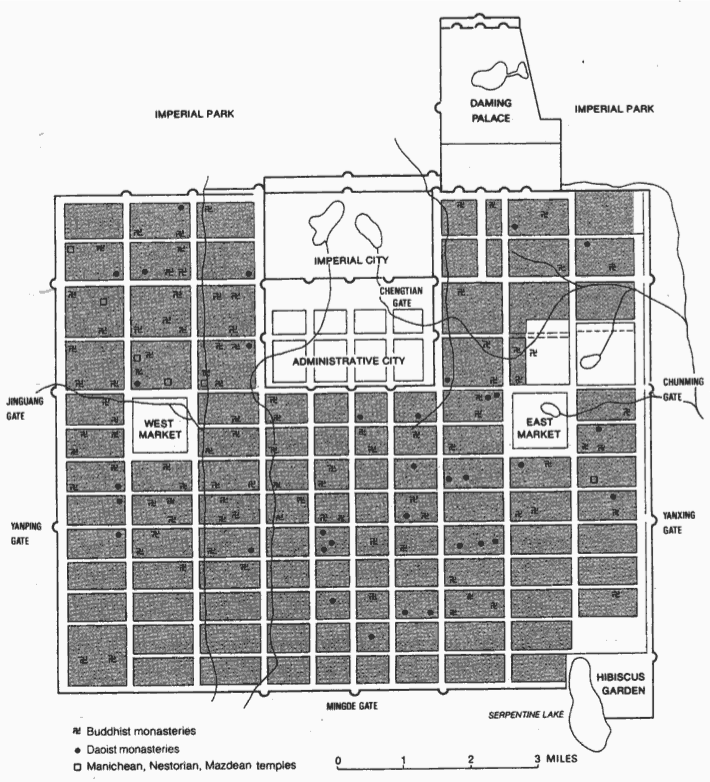 IMPERIAL PARK
DAMING
PALACE
IMPERIAL PARK
IMPERIAL CITY
CHENGTIAN
GATE
ADMINISTRATIVE CITY
JINGUANG
GATE
WEST
MARKET
EAST
MARKET
CHUNMING
GATE
YANPING
GATE
YANXING
GATE
HIBISCUS
GARDEN
MINGDE GATE
SERPENTINE LAKE
Buddhist monasteries
Daoist monasteries
Manichean, Nestorian, Mazdean temples
0 1 2 3 MILES